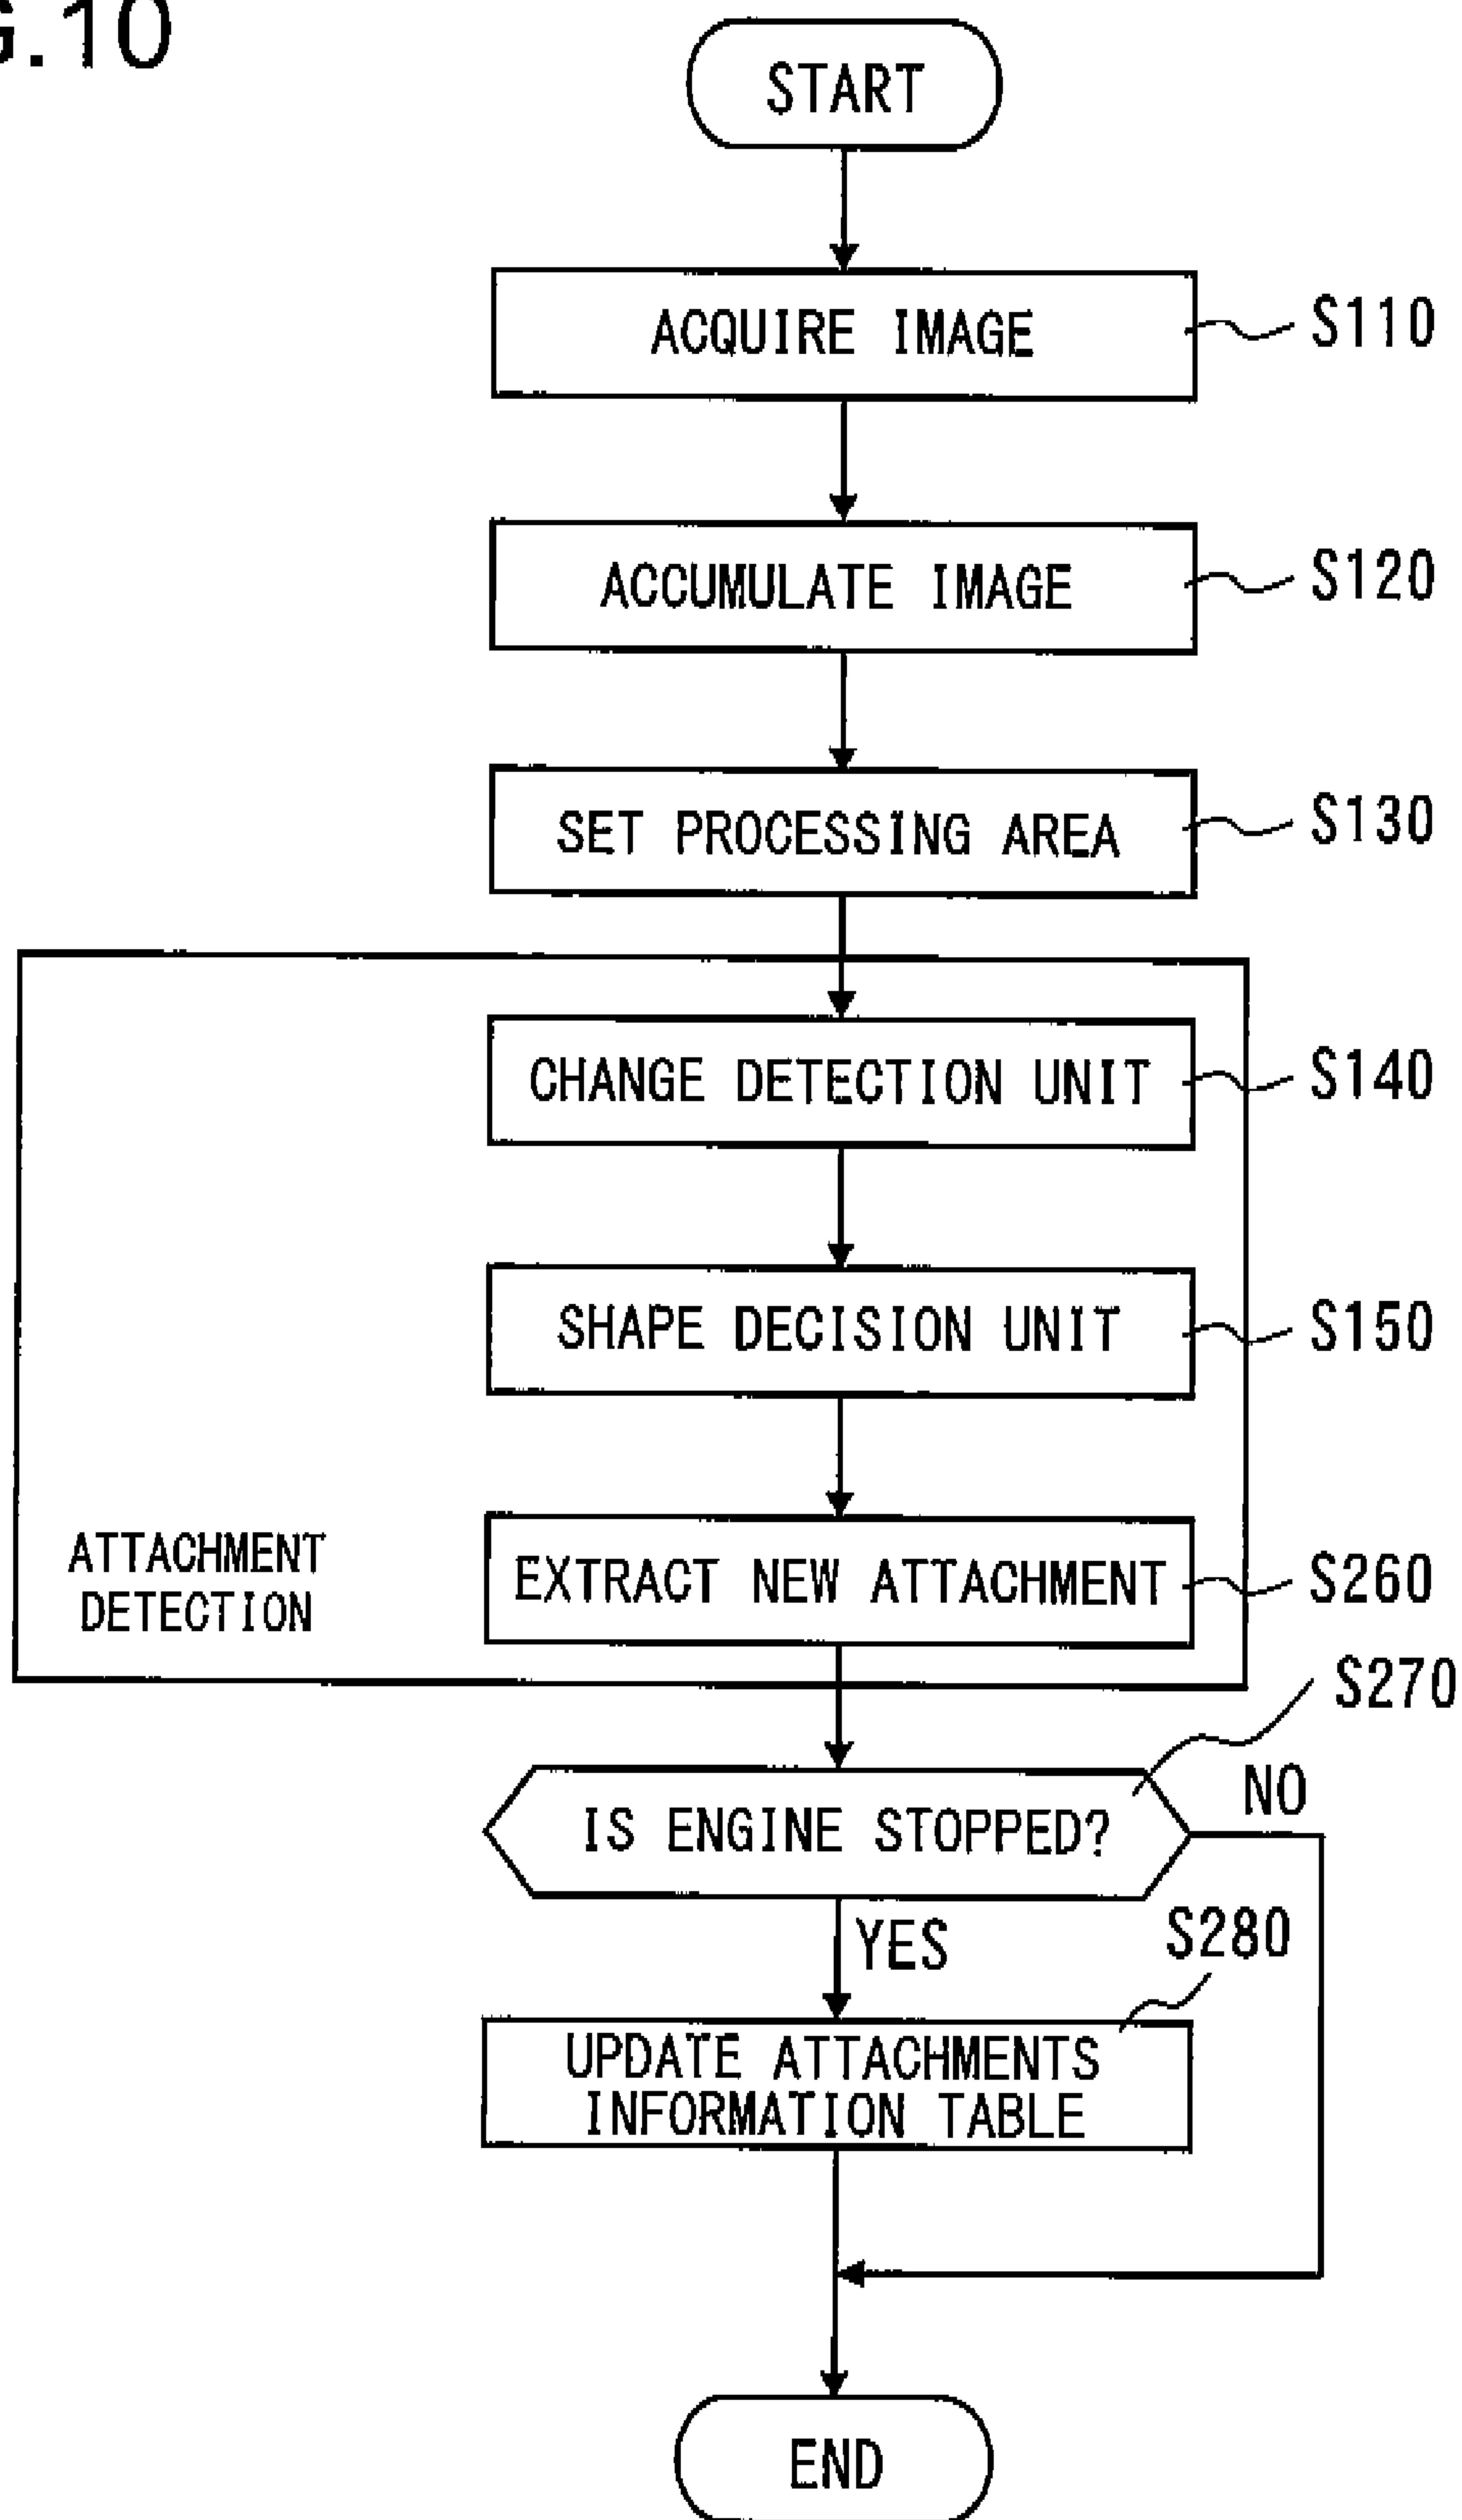 G.10
START
ACQUIRE IMAGE
S110
ACCUMULATE IMAGE
S120
SET PROCESSING AREA
S130
CHANGE DETECTION UNIT
S140
SHAPE DECISION UNIT
S150
EXTRACT NEW ATTACHMENT
S260
ATTACHMENT
DETECTION
S270
IS ENGINE STOPPED?
NO
YES
S280
UPDATE ATTACHMENTS
INFORMATION TABLE
END